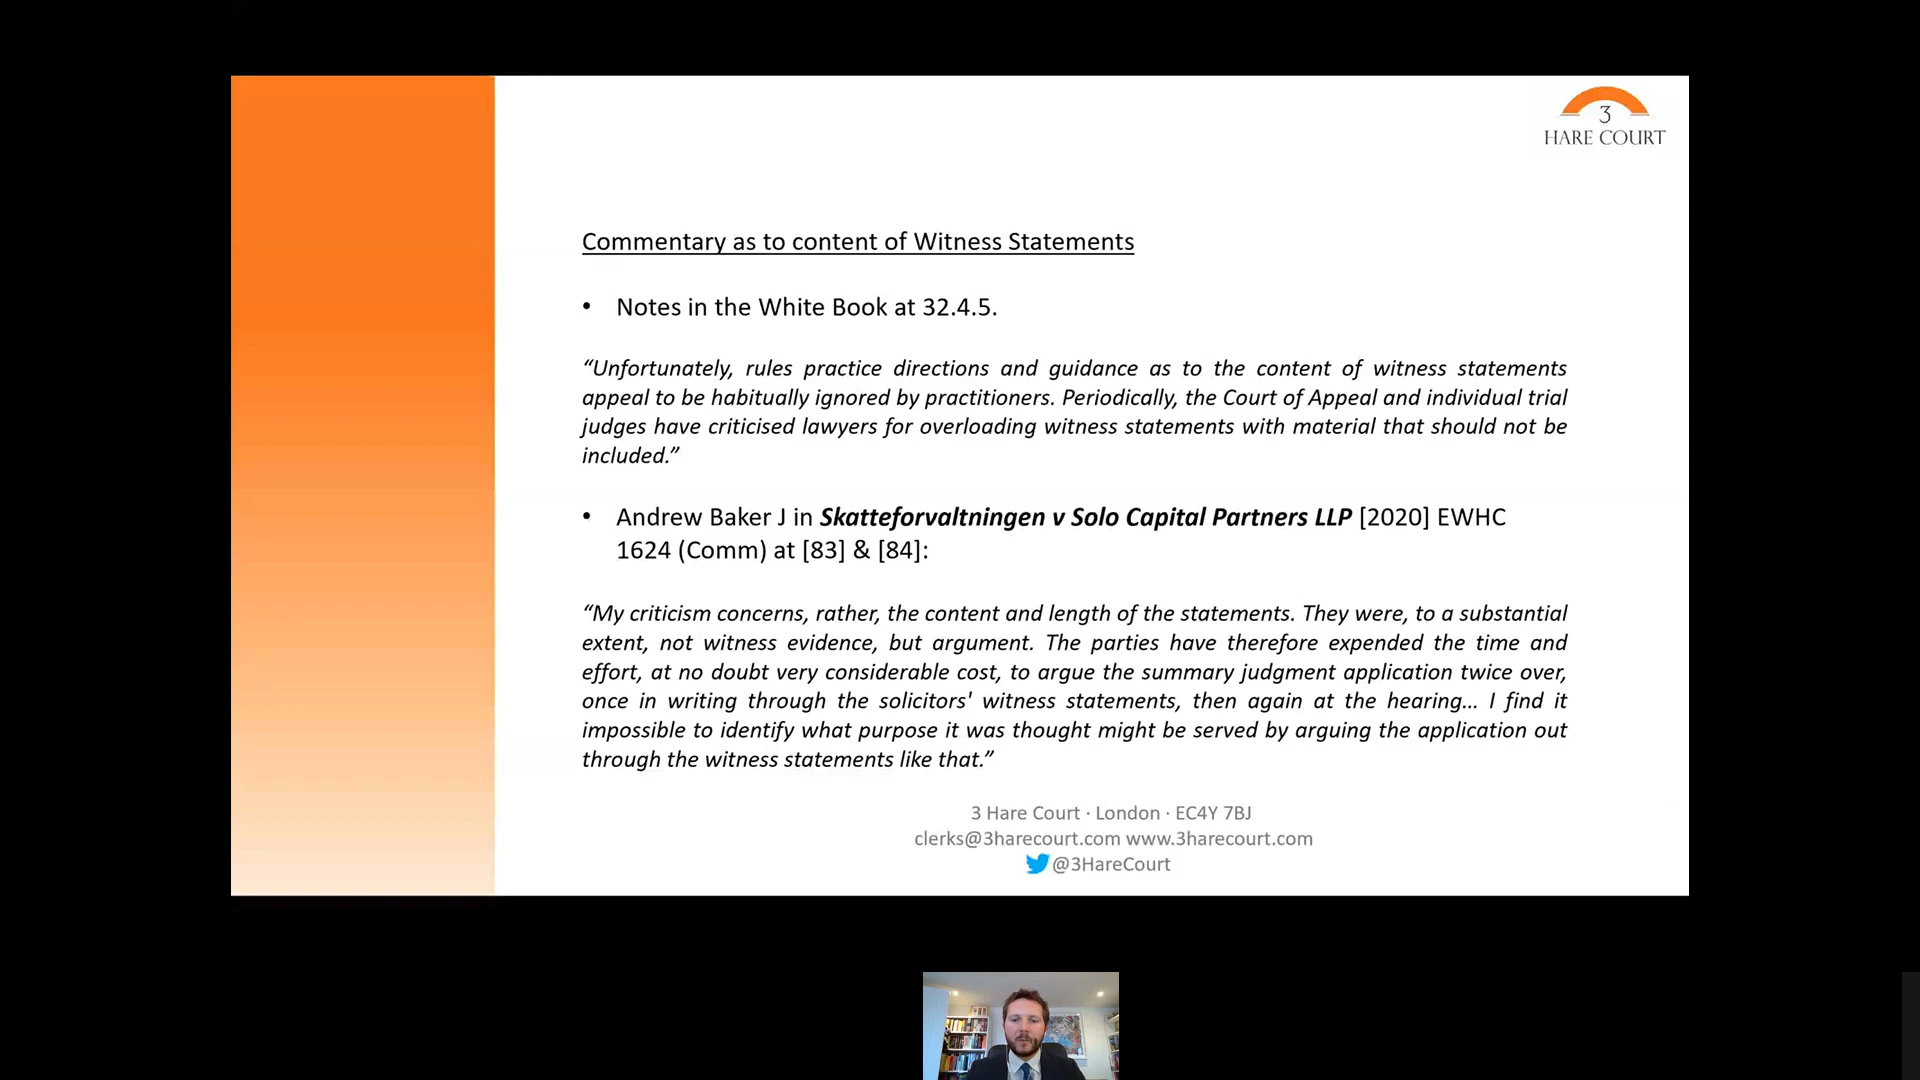 3
HARE COURT
Commentary as to content of Witness Statements
• Notes in the White Book at 32.4.5.
“Unfortunately, rules practice directions and guidance as to the content of witness statements
appeal to be habitually ignored by practitioners. Periodically, the Court of Appeal and individual trial
judges have criticised lawyers for overloading witness statements with material that should not be
included.”
• Andrew Baker J in Skatteforvaltningen v Solo Capital Partners LLP [2020] EWHC
1624 (Comm) at [83] & [84]:
“My criticism concerns, rather, the content and length of the statements. They were, to a substantial
extent, not witness evidence, but argument. The parties have therefore expended the time and
effort, at no doubt very considerable cost, to argue the summary judgment application twice over,
once in writing through the solicitors' witness statements, then again at the hearing… I find it
impossible to identify what purpose it was thought might be served by arguing the application out
through the witness statements like that.”
3 Hare Court · London · EC4Y 7BJ
clerks@3harecourt.com www.3harecourt.com
@3HareCourt